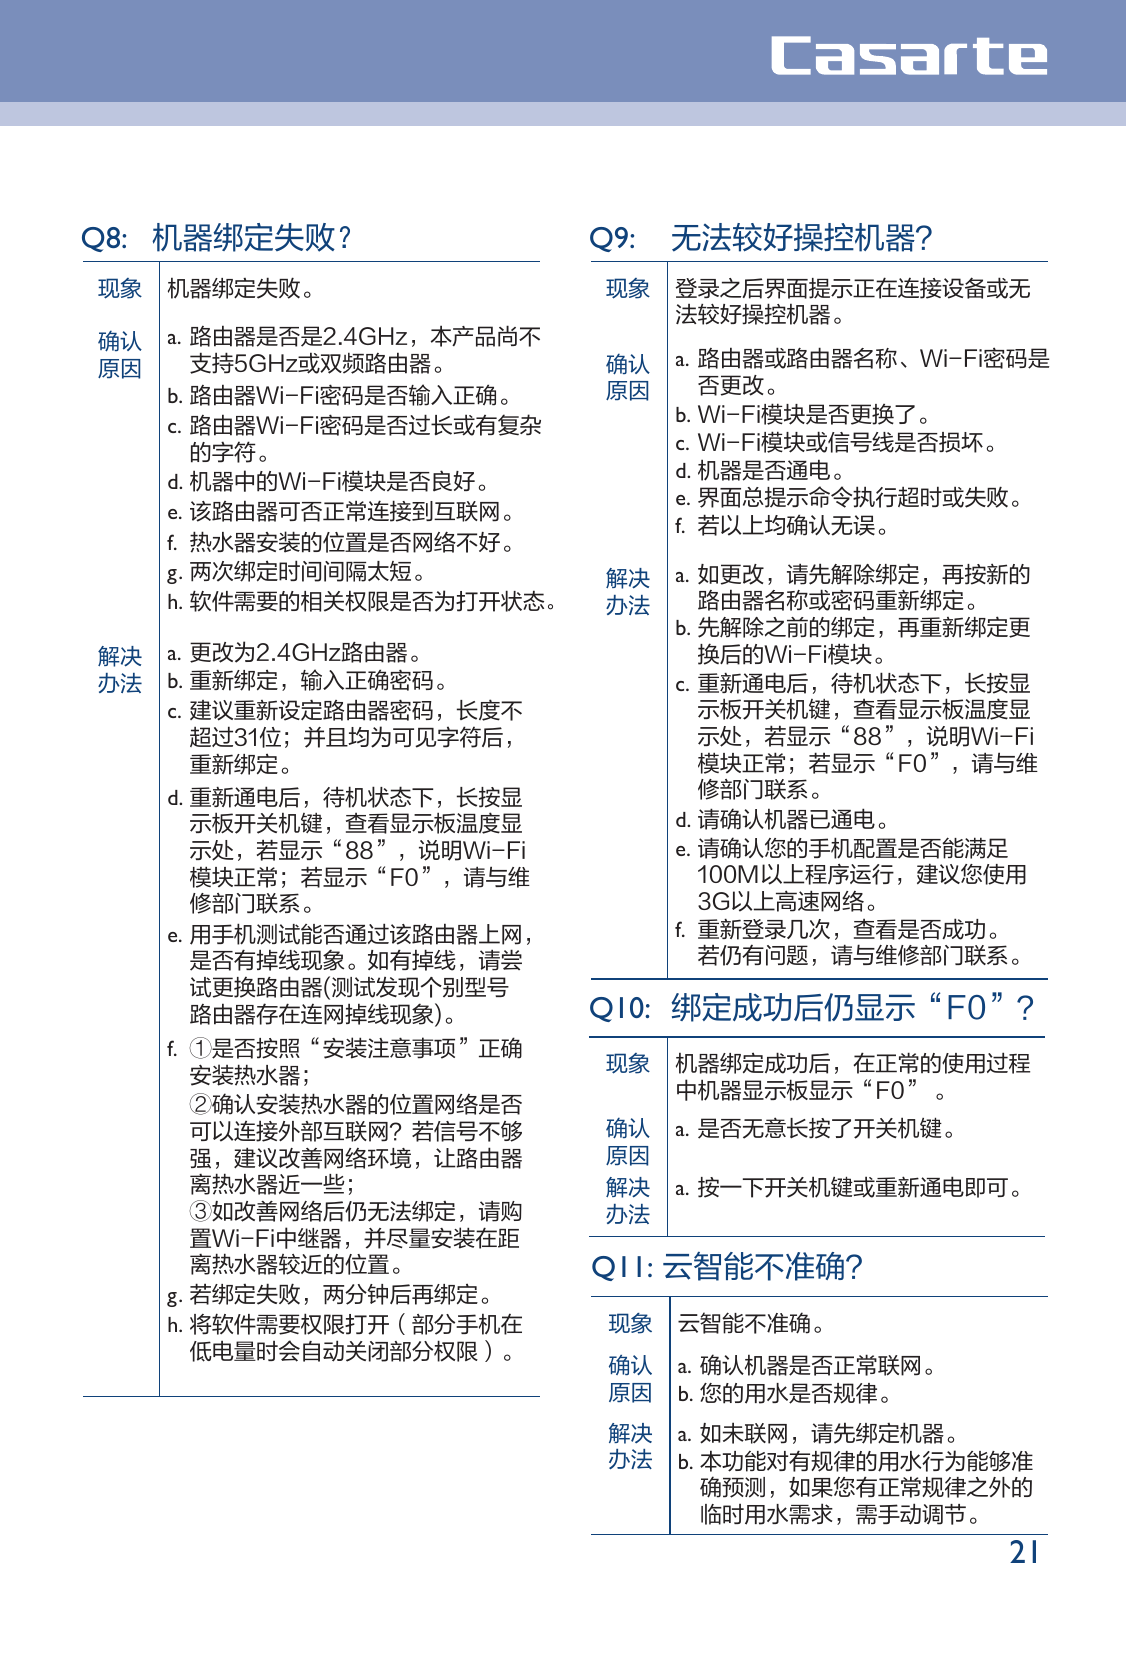 Casarte
Q8: 机器绑定失败?
现象 机器绑定失败。
确认原因
a. 路由器是否是2.4GHz，本产品尚不
支持5GHz或双频路由器。
b. 路由器Wi-Fi密码是否输入正确。
c. 路由器Wi-Fi密码是否过长或有复杂
的字符。
d. 机器中的Wi-Fi模块是否良好。
e. 该路由器可否正常连接到互联网。
f. 热水器安装的位置是否网络不好。
g. 两次绑定时间间隔太短。
h. 软件需要的相关权限是否为打开状态。
解决办法
a. 更改为2.4GHz路由器。
b. 重新绑定，输入正确密码。
c. 建议重新设定路由器密码，长度不
超过31位；并且均为可见字符后，
重新绑定。
d. 重新通电后，待机状态下，长按显
示板开关机键，查看显示板温度显
示处，若显示“88”，说明Wi-Fi
模块正常；若显示“F0”，请与维
修部门联系。
e. 用手机测试能否通过该路由器上网，
是否有掉线现象。如有掉线，请尝
试更换路由器(测试发现个别型号
路由器存在连网掉线现象)。
f. ①是否按照“安装注意事项”正确
安装热水器；
②确认安装热水器的位置网络是否
可以连接外部互联网？若信号不够
强，建议改善网络环境，让路由器
离热水器近一些；
③如改善网络后仍无法绑定，请购
置Wi-Fi中继器，并尽量安装在距
离热水器较近的位置。
g. 若绑定失败，两分钟后再绑定。
h. 将软件需要权限打开（部分手机在
低电量时会自动关闭部分权限）。
Q9: 无法较好操控机器?
现象 登录之后界面提示正在连接设备或无
法较好操控机器。
确认原因
a. 路由器或路由器名称、Wi-Fi密码是
否更改。
b. Wi-Fi模块是否更换了。
c. Wi-Fi模块或信号线是否损坏。
d. 机器是否通电。
e. 界面总提示命令执行超时或失败。
f. 若以上均确认无误。
解决办法
a. 如更改，请先解除绑定，再按新的
路由器名称或密码重新绑定。
b. 先解除之前的绑定，再重新绑定更
换后的Wi-Fi模块。
c. 重新通电后，待机状态下，长按显
示板开关机键，查看显示板温度显
示处，若显示“88”，说明Wi-Fi
模块正常；若显示“F0”，请与维
修部门联系。
d. 请确认机器已通电。
e. 请确认您的手机配置是否能满足
100M以上程序运行，建议您使用
3G以上高速网络。
f. 重新登录几次，查看是否成功。
若仍有问题，请与维修部门联系。
Q10: 绑定成功后仍显示“F0”?
现象 机器绑定成功后，在正常的使用过程
中机器显示板显示“F0”。
确认原因
a. 是否无意长按了开关机键。
解决办法
a. 按一下开关机键或重新通电即可。
Q11: 云智能不准确?
现象 云智能不准确。
确认原因
a. 确认机器是否正常联网。
b. 您的用水是否规律。
解决办法
a. 如未联网，请先绑定机器。
b. 本功能对有规律的用水行为能够准
确预测，如果您有正常规律之外的
临时用水需求，需手动调节。
21